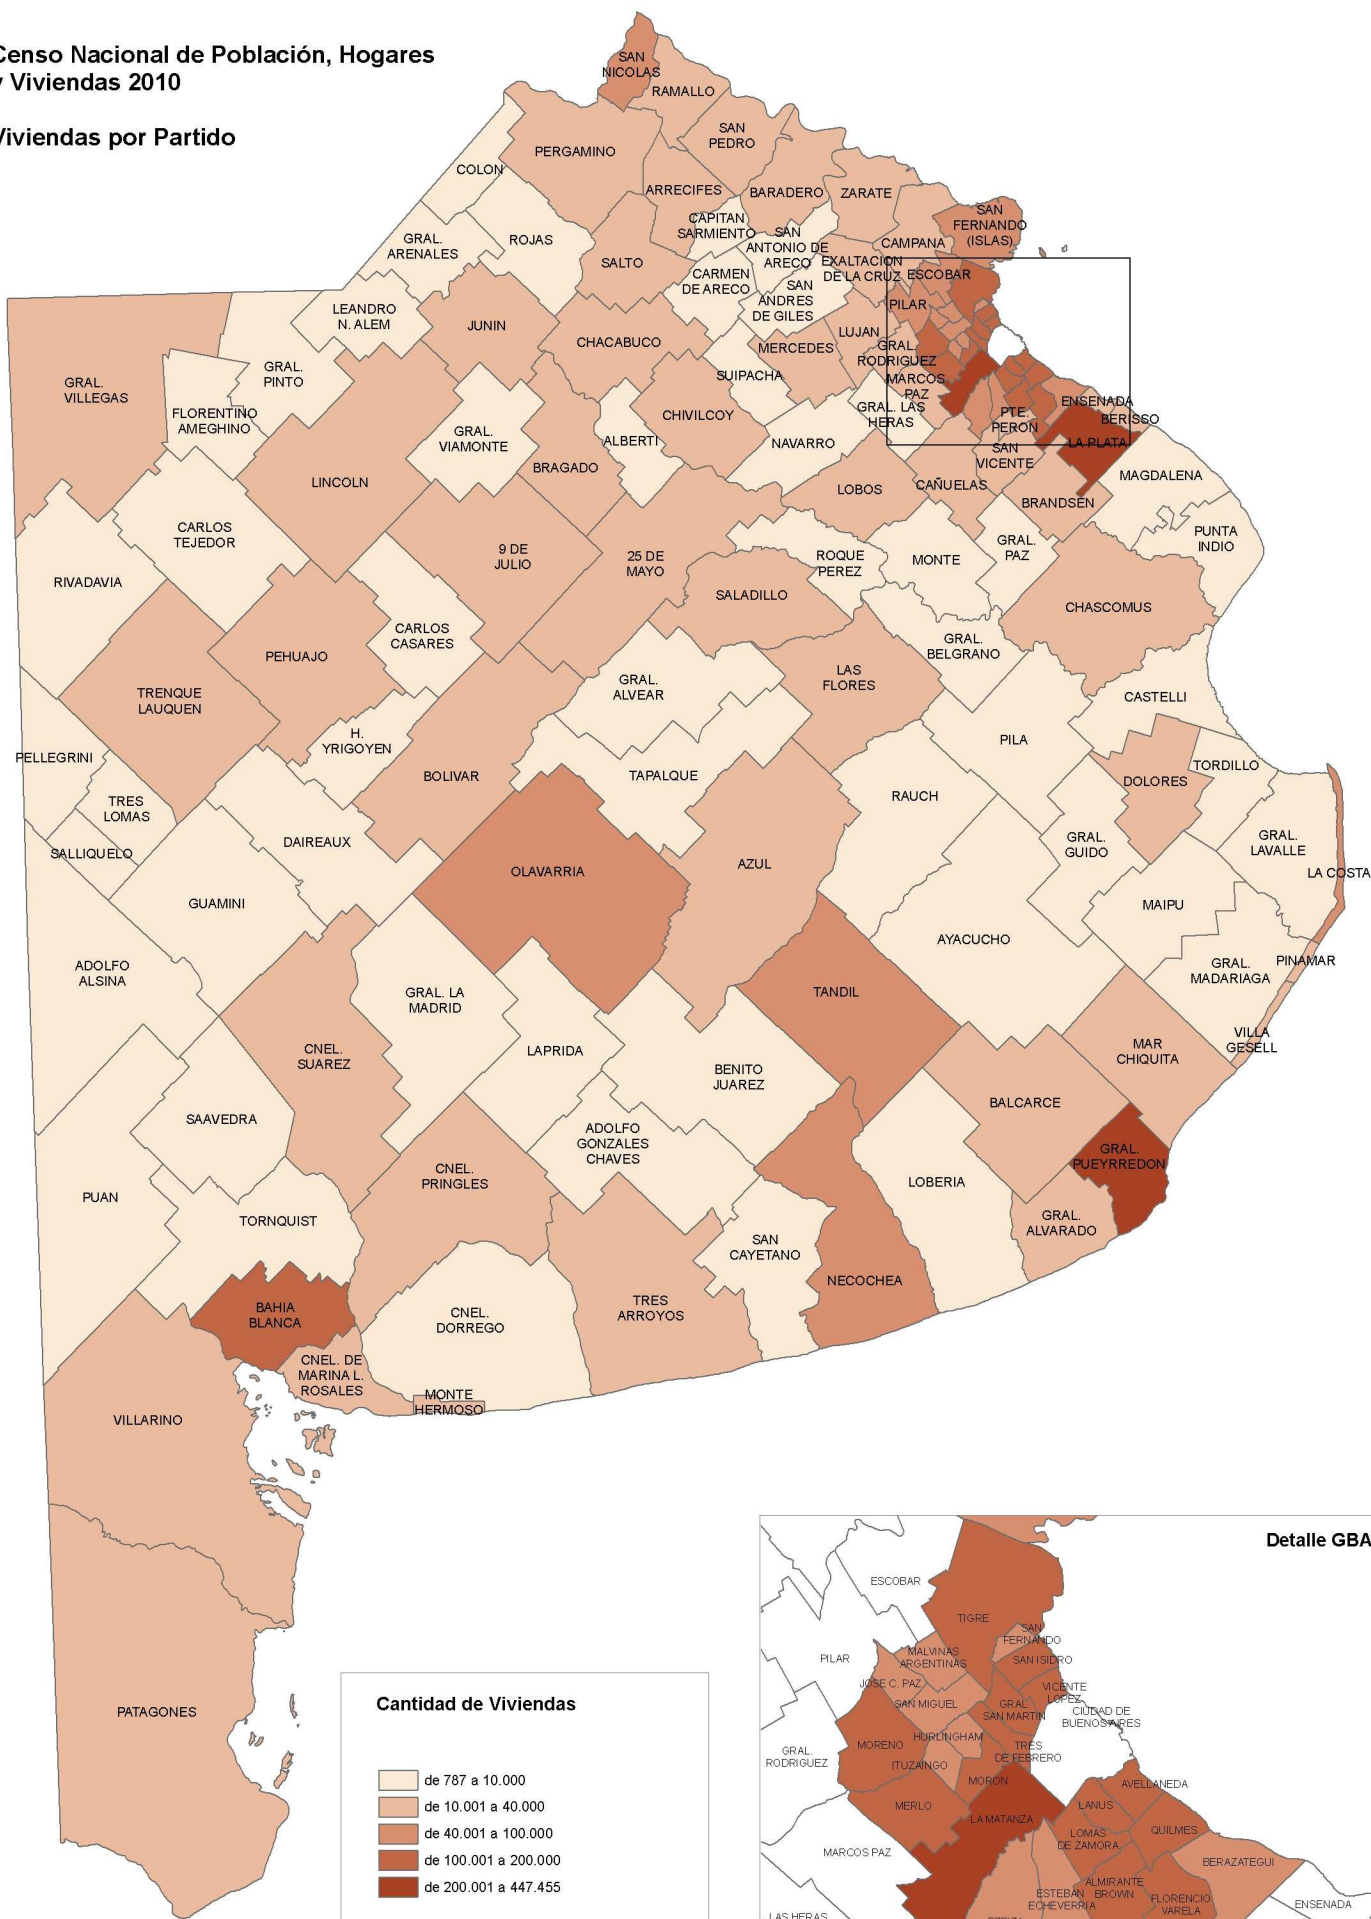 Censo Nacional de Población, Hogares
y Viviendas 2010
Viviendas por Partido
SAN
NICOLAS
RAMALLO
SAN
PEDRO
PERGAMINO
COLON
ARRECIFES
BARADERO
ZARATE
CAPITAN
SARMIENTO
SAN
FERNANDO
(ISLAS)
GRAL.
ARENALES
ROJAS
SAN
ANTONIO DE
ARECO
CAMPANA
SALTO
EXALTACION
DE LA CRUZ
ESCOBAR
CARMEN
DE ARECO
SAN
ANDRES
DE GILES
PILAR
LEANDRO
N. ALEM
JUNIN
CHACABUCO
LUJAN
MERCEDES
GRAL.
RODRIGUEZ
GRAL.
PINTO
SUIPACHA
MARCOS
PAZ
GRAL.
VILLEGAS
FLORENTINO
AMEGHINO
CHIVILCOY
GRAL. LAS
HERAS
PTE.
PERON
ENSENADA
BERISSO
GRAL.
VIAMONTE
ALBERTI
NAVARRO
LA PLATA
SAN
VICENTE
BRAGADO
LINCOLN
LOBOS
CAÑUELAS
MAGDALENA
BRANDSEN
CARLOS
TEJEDOR
9 DE
JULIO
25 DE
MAYO
ROQUE
PEREZ
MONTE
GRAL.
PAZ
PUNTA
INDIO
RIVADAVIA
SALADILLO
CHASCOMUS
CARLOS
CASARES
PEHUAJO
GRAL.
BELGRANO
GRAL.
ALVEAR
LAS
FLORES
TRENQUE
LAUQUEN
CASTELLI
H.
YRIGOYEN
PILA
PELLEGRINI
BOLIVAR
TAPALQUE
TORDILLO
DOLORES
RAUCH
TRES
LOMAS
DAIREAUX
GRAL.
GUIDO
GRAL.
LAVALLE
SALLIQUELO
OLAVARRIA
AZUL
LA COSTA
GUAMINI
MAIPU
AYACUCHO
ADOLFO
ALSINA
PINAMAR
GRAL.
MADARIAGA
GRAL. LA
MADRID
TANDIL
VILLA
GESELL
CNEL.
SUAREZ
LAPRIDA
MAR
CHIQUITA
BENITO
JUAREZ
BALCARCE
SAAVEDRA
ADOLFO
GONZALES
CHAVES
GRAL.
PUEYRREDON
CNEL.
PRINGLES
LOBERIA
PUAN
TORNQUIST
GRAL.
ALVARADO
SAN
CAYETANO
NECOCHEA
BAHIA
BLANCA
CNEL.
DORREGO
TRES
ARROYOS
CNEL. DE
MARINA L.
ROSALES
MONTE
HERMOSO
VILLARINO
PATAGONES
Cantidad de Viviendas
de 787 a 10.000
de 10.001 a 40.000
de 40.001 a 100.000
de 100.001 a 200.000
de 200.001 a 447.455
Detalle GBA
ESCOBAR
TIGRE
SAN
FERNANDO
PILAR
MALVINAS
ARGENTINAS
SAN ISIDRO
JOSE C. PAZ
VICENTE
LOPEZ
SAN MIGUEL
GRAL
SAN MARTIN
CIUDAD DE
BUENOS AIRES
HURLINGHAM
MORENO
TRES
DE FEBRERO
GRAL.
RODRIGUEZ
ITUZAINGO
MORON
AVELLANEDA
MERLO
LANUS
LA MATANZA
QUILMES
LOMAS
DE ZAMORA
MARCOS PAZ
BERAZATEGUI
ALMIRANTE
BROWN
ESTEBAN
ECHEVERRIA
FLORENCIO
VARELA
ENSENADA
LAS HERAS